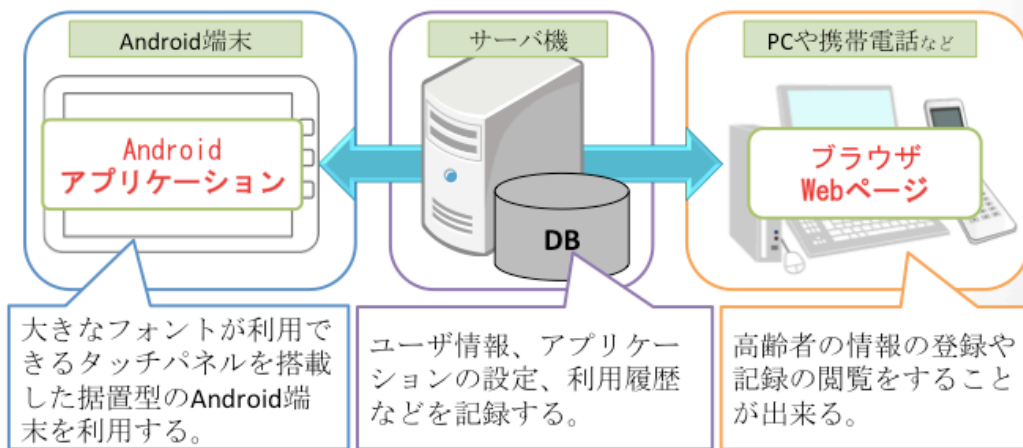 Android端末
サーバ機
PCや携帯電話など
Android
アプリケーション
DB
ブラウザ
Webページ
大きなフォントが利用で
きるタッチパネルを搭載
した据置型のAndroid端
末を利用する。
ユーザ情報、アプリケー
ションの設定、利用履歴
などを記録する。
高齢者の情報の登録や
記録の閲覧をすること
が出来る。